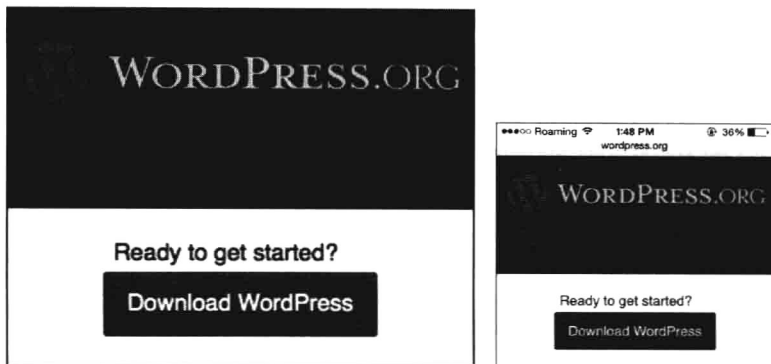 WORDPRESS.ORG
Ready to get started?
Download WordPress
Roaming 1:48 PM 36%
wordpress.org
WORDPRESS.ORG
Ready to get started?
Download WordPress